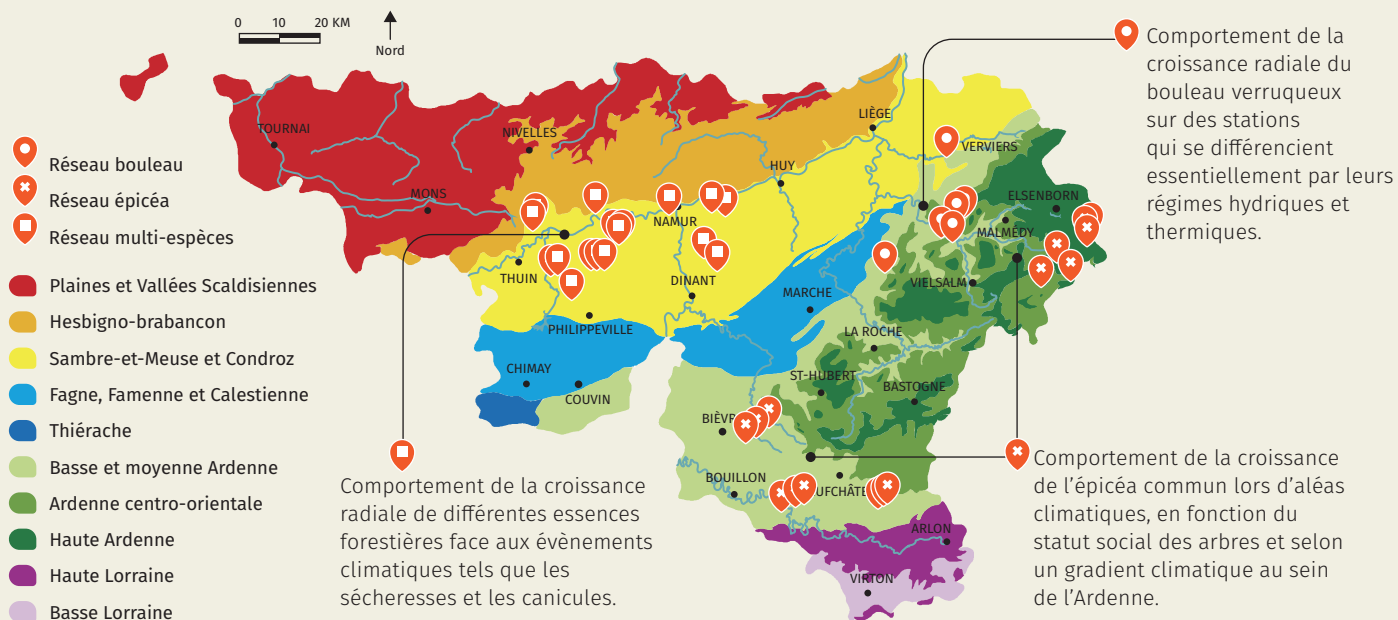 0 10 20 KM
Nord
Réseau bouleau
Réseau épicéa
Réseau multi-espèces
Plaines et Vallées Scaldisiennes
Hesbigno-brabancon
Sambre-et-Meuse et Condroz
Fagne, Famenne et Calestienne
Thiérache
Basse et moyenne Ardenne
Ardenne centro-orientale
Haute Ardenne
Haute Lorraine
Basse Lorraine
TOURNAI
MONS
NIVELLES
LIÈGE
VERVIERS
HUY
NAMUR
ELSENBORN
MALMÉDY
THUIN
DINANT
VIELSALM
MARCHE
PHILIPPEVILLE
LA ROCHE
CHIMAY
COUVIN
ST-HUBERT
BASTOGNE
BOUILLON
ARLON
VIRTON
Comportement de la
croissance radiale du
bouleau verruqueux
sur des stations
qui se différencient
essentiellement par leurs
régimes hydriques et
thermiques.
Comportement de la croissance
radiale de différentes essences
forestières face aux évènements
climatiques tels que les
sécheresses et les canicules.
Comportement de la croissance
de l'épicéa commun lors d'aléas
climatiques, en fonction du
statut social des arbres et selon
un gradient climatique au sein
de l'Ardenne.